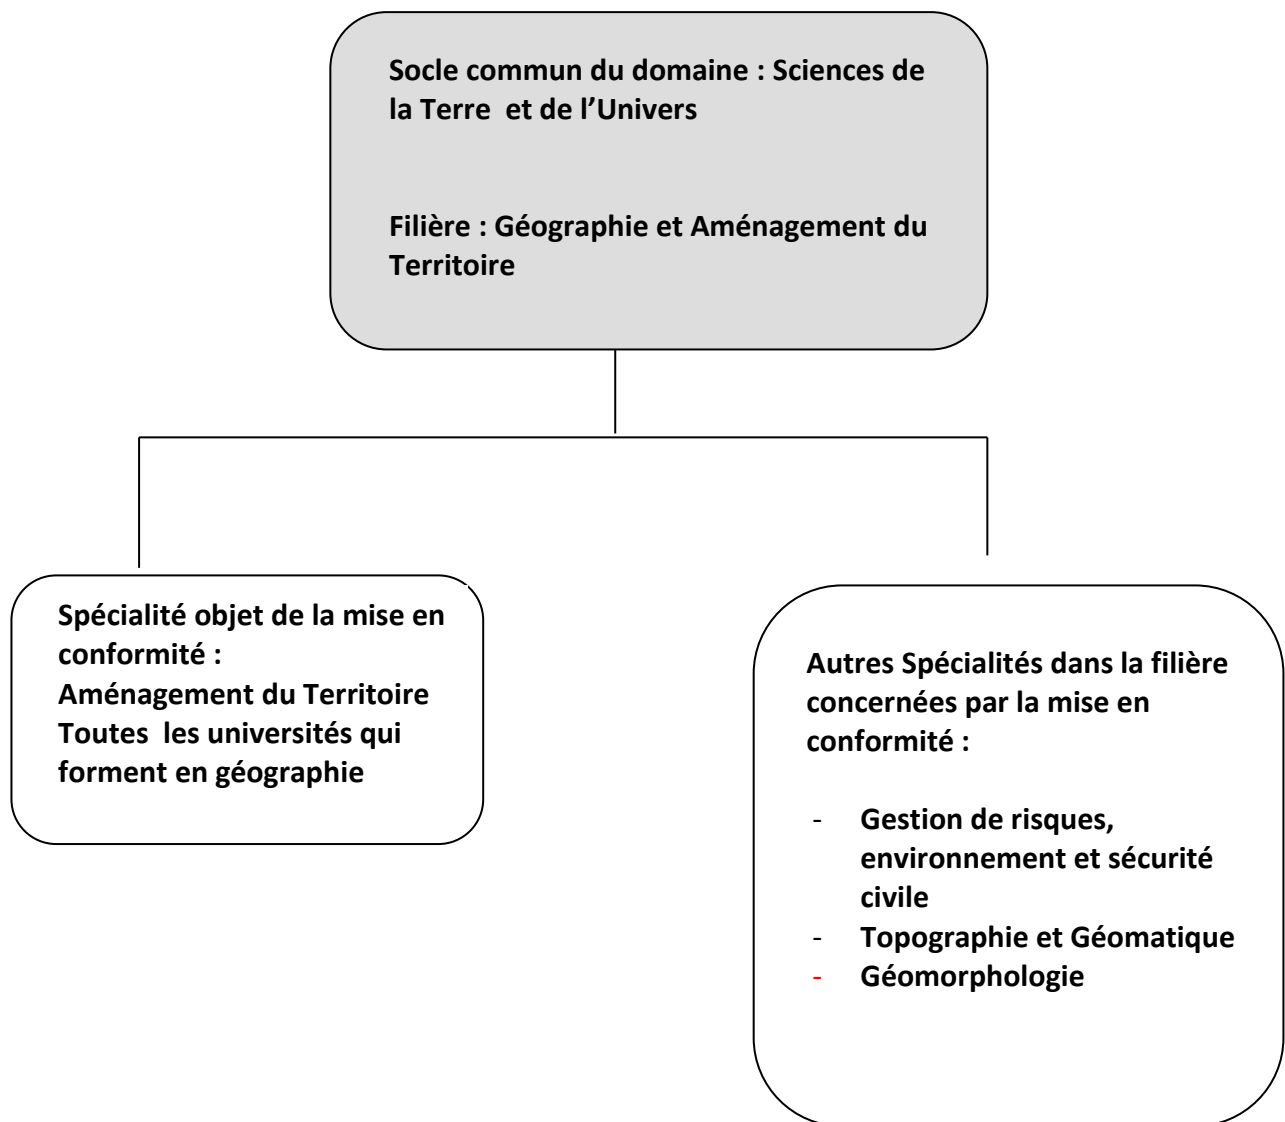 Socle commun du domaine : Sciences de
la Terre  et de l’Univers
Filière : Géographie et Aménagement du
Territoire
Spécialité objet de la mise en
conformité :
Aménagement du Territoire
Toutes  les universités qui
forment en géographie
Autres Spécialités dans la filière
concernées par la mise en
conformité :
- Gestion de risques,
environnement et sécurité
civile
- Topographie et Géomatique
- Géomorphologie